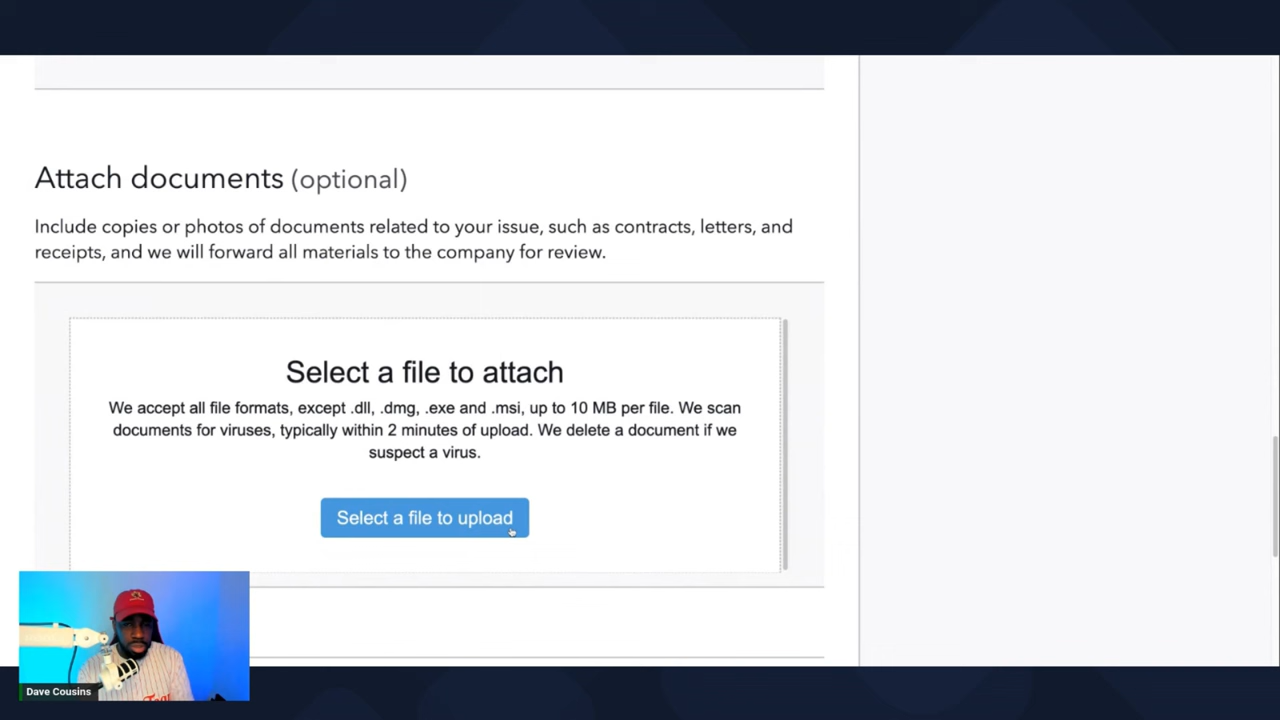 Attach documents (optional)
Include copies or photos of documents related to your issue, such as contracts, letters, and
receipts, and we will forward all materials to the company for review.
Select a file to attach
We accept all file formats, except .dll, .dmg, .exe and .msi, up to 10 MB per file. We scan
documents for viruses, typically within 2 minutes of upload. We delete a document if we
suspect a virus.
Select a file to upload
Dave Cousins